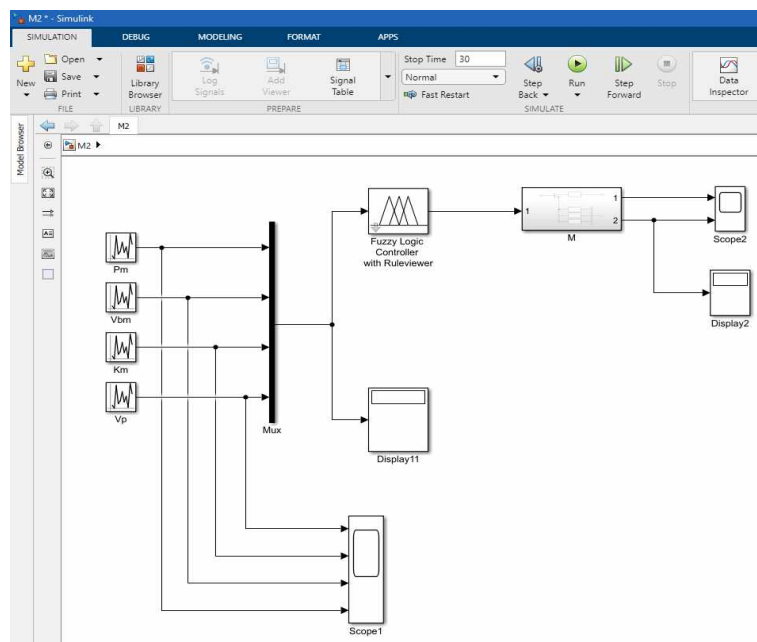 M2 * - Simulink
SIMULATION DEBUG MODELING FORMAT APPS
New
Open
Save
Print
FILE
Library
Browser
LIBRARY
Log
Signals
Add
Viewer
Signal
Table
PREPARE
Stop Time 30
Normal
Fast Restart
Step
Back
Run
Step
Forward
Stop
SIMULATE
Data
Inspector
Model Browser
M2
M2
Pm
Vbm
Km
Vp
Mux
Fuzzy Logic
Controller
with Ruleviewer
Display11
Scope1
1
1
2
M
Scope2
Display2